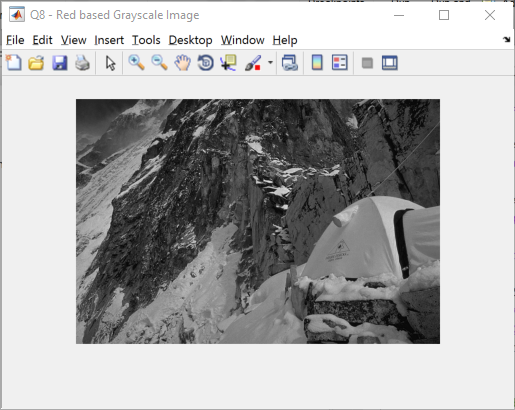 Q8 - Red based Grayscale Image
File Edit View Insert Tools Desktop Window Help